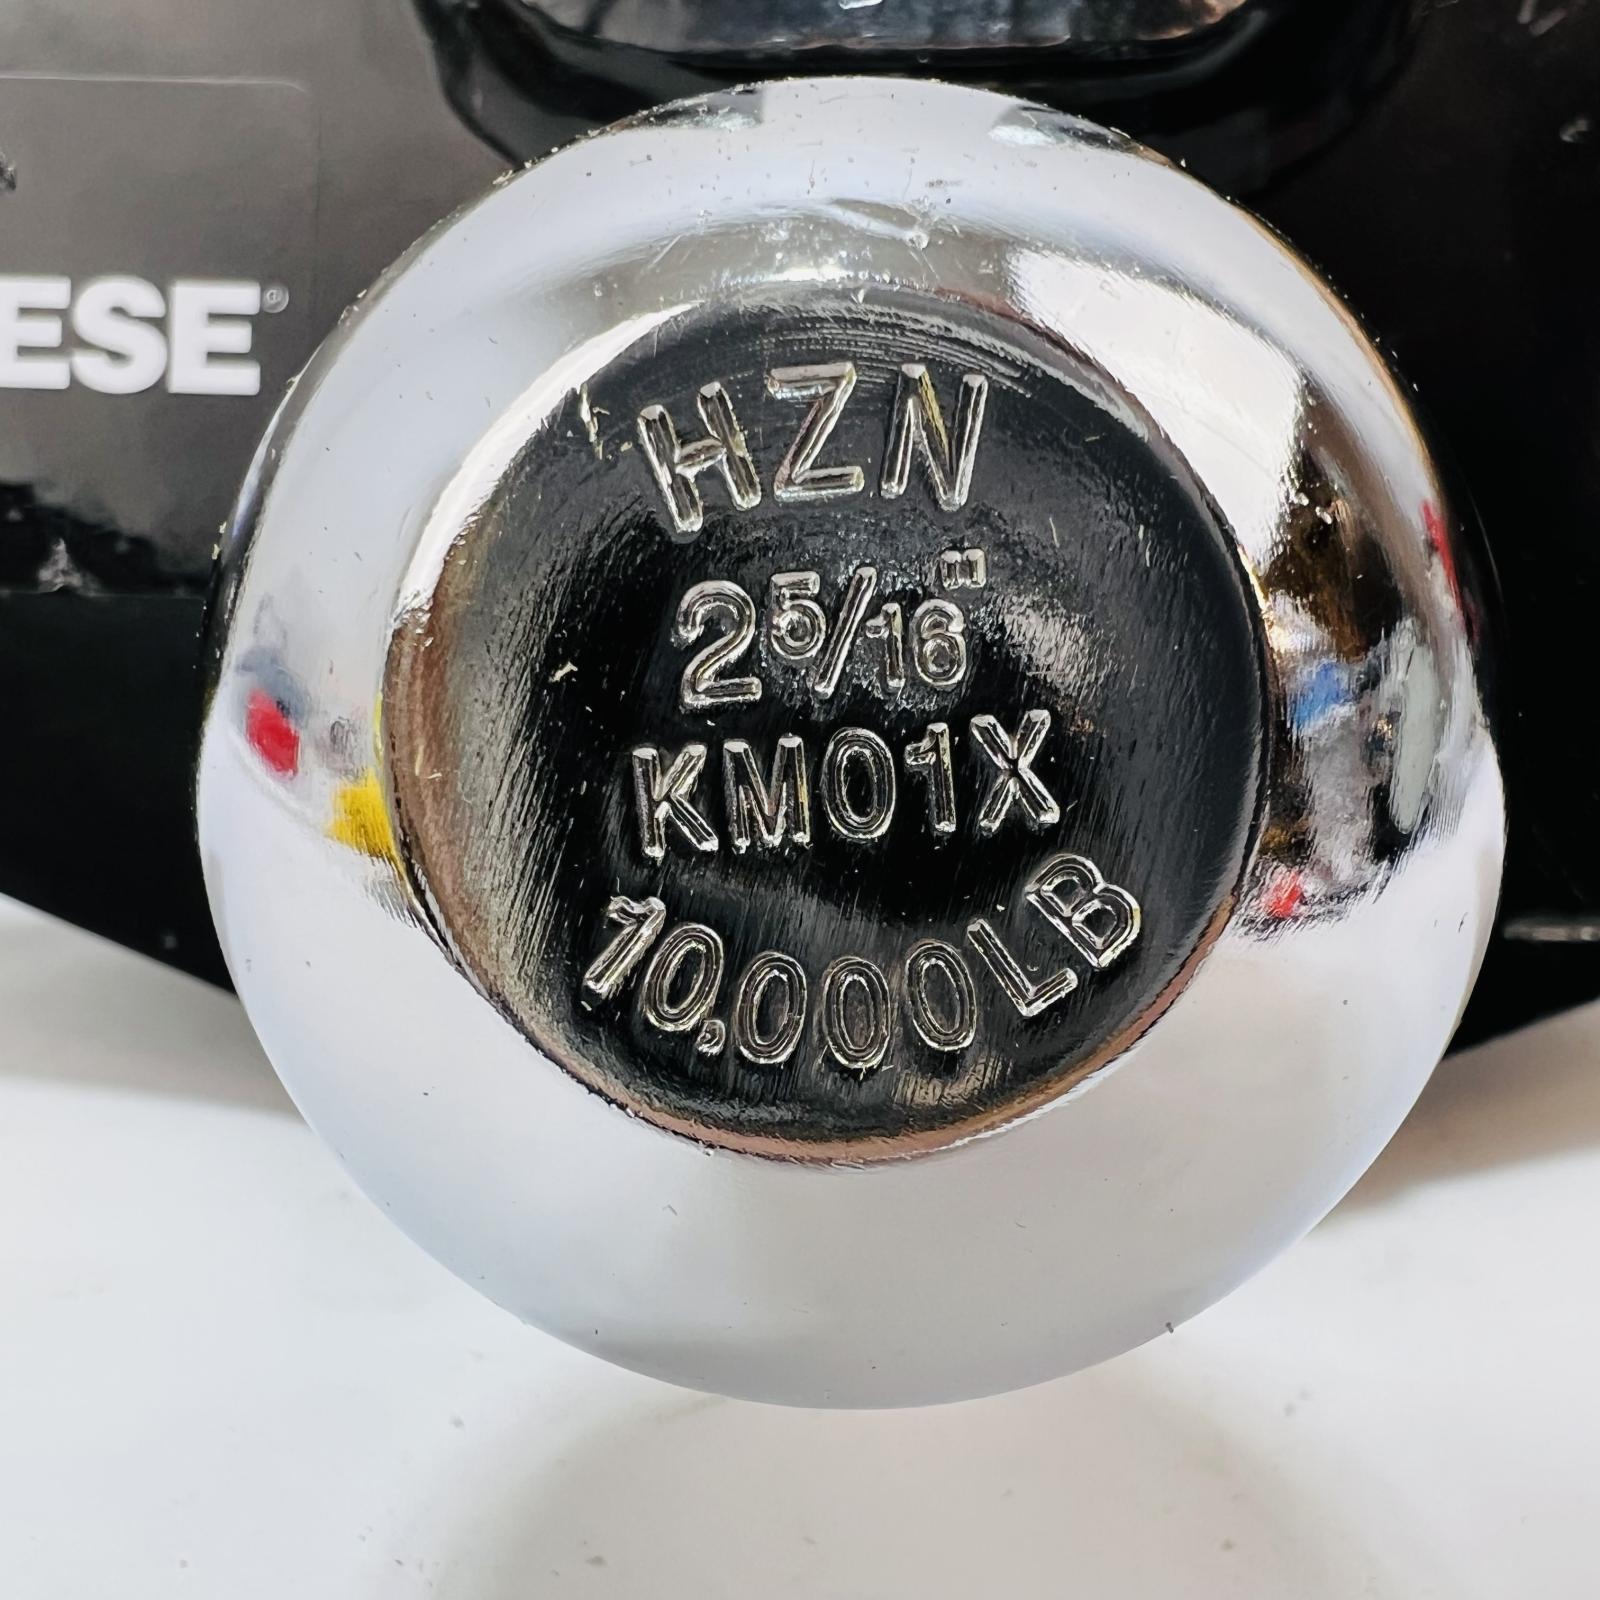 ESE®
HZN
2 5/16"
KM01X
10,000LB